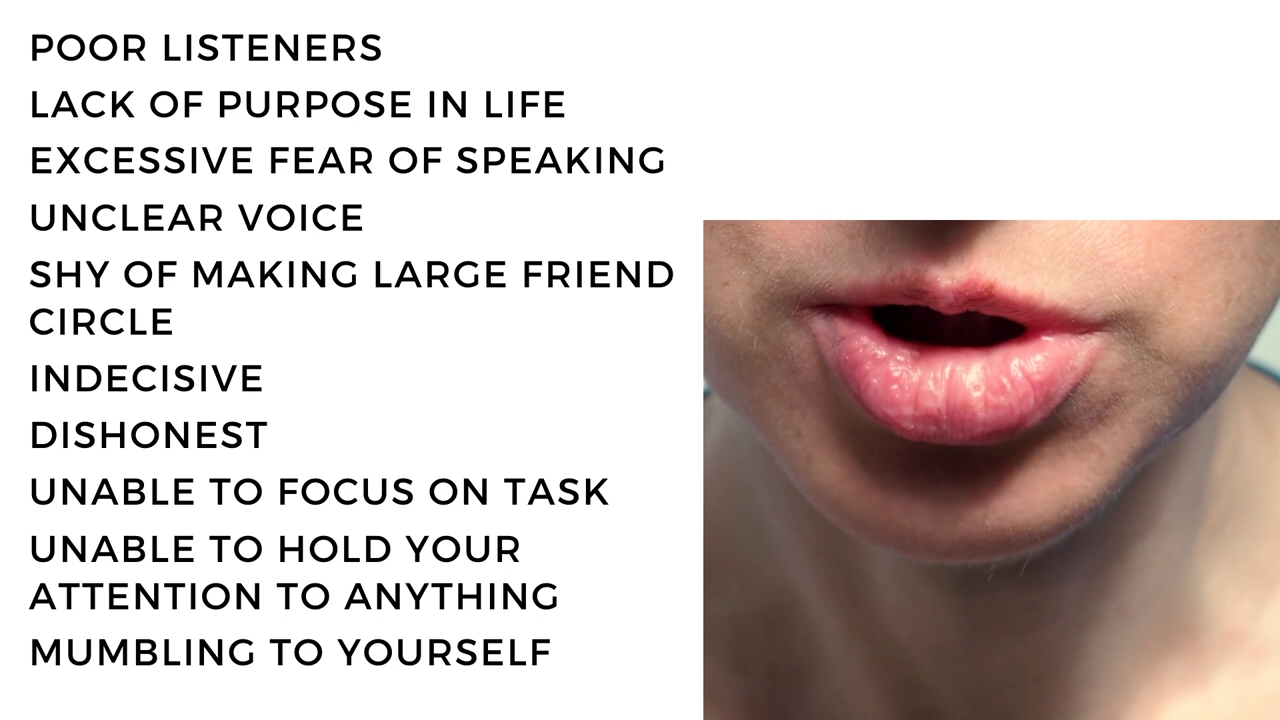 POOR LISTENERS
LACK OF PURPOSE IN LIFE
EXCESSIVE FEAR OF SPEAKING
UNCLEAR VOICE
SHY OF MAKING LARGE FRIEND
CIRCLE
INDECISIVE
DISHONEST
UNABLE TO FOCUS ON TASK
UNABLE TO HOLD YOUR
ATTENTION TO ANYTHING
MUMBLING TO YOURSELF